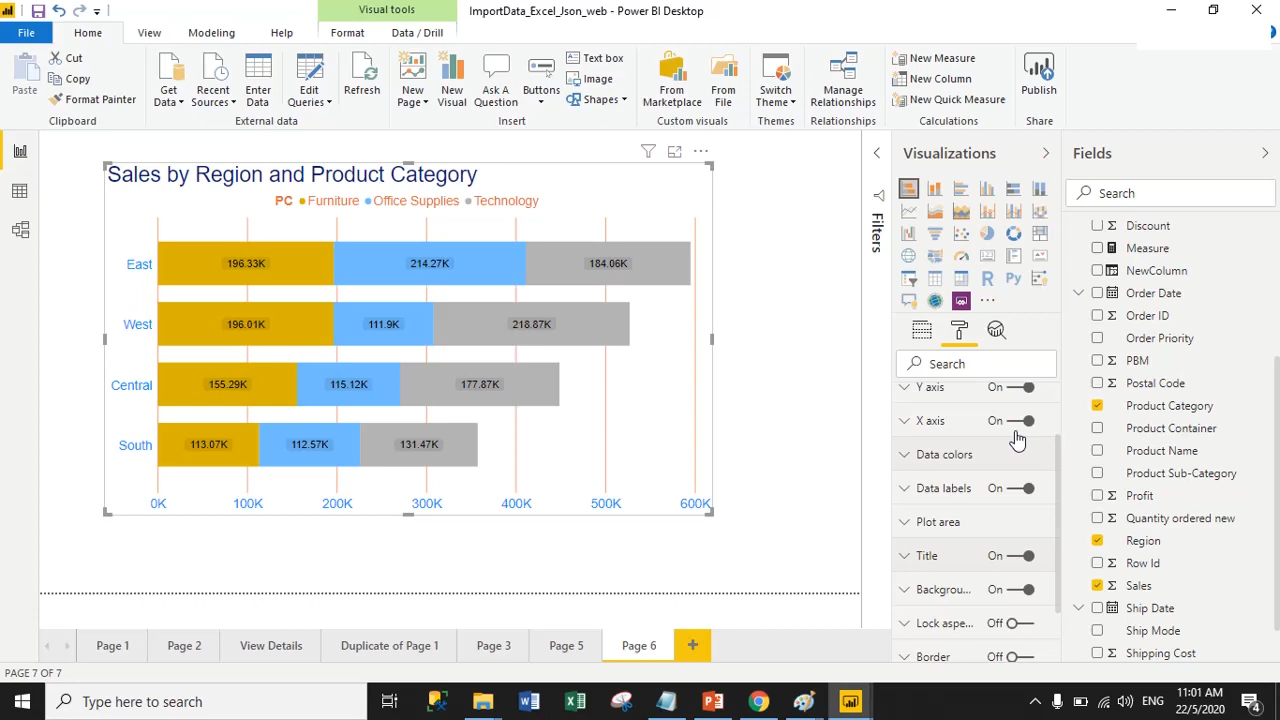 Visual tools
ImportData_Excel_Json_web - Power BI Desktop
File Home View Modeling Help Format Data / Drill
Paste
Cut
Copy
Format Painter
Clipboard
Get Data
Recent Sources
Enter Data
Edit Queries
Refresh
External data
New Page
New Visual
Ask A Question
Buttons
Text box
Image
Shapes
Insert
From Marketplace
From File
Custom visuals
Switch Theme
Themes
Manage Relationships
Relationships
New Measure
New Column
New Quick Measure
Calculations
Publish
Share
Sales by Region and Product Category
PC Furniture Office Supplies Technology
East 196.33K 214.27K 184.06K
West 196.01K 111.9K 218.87K
Central 155.29K 115.12K 177.87K
South 113.07K 112.57K 131.47K
0K 100K 200K 300K 400K 500K 600K
Filters
Visualizations
R Py
Search
Y axis On
X axis On
Data colors
Data labels On
Plot area
Title On
Backgrou... On
Lock aspe... Off
Border Off
Fields
Search
Σ Discount
Measure
NewColumn
Order Date
Order ID
Order Priority
Σ PBM
Σ Postal Code
Product Category
Product Container
Product Name
Product Sub-Category
Σ Profit
Σ Quantity ordered new
Region
Σ Row Id
Σ Sales
Ship Date
Ship Mode
Σ Shipping Cost
Page 1 Page 2 View Details Duplicate of Page 1 Page 3 Page 5 Page 6
PAGE 7 OF 7
Type here to search
ENG
11:01 AM
22/5/2020
4